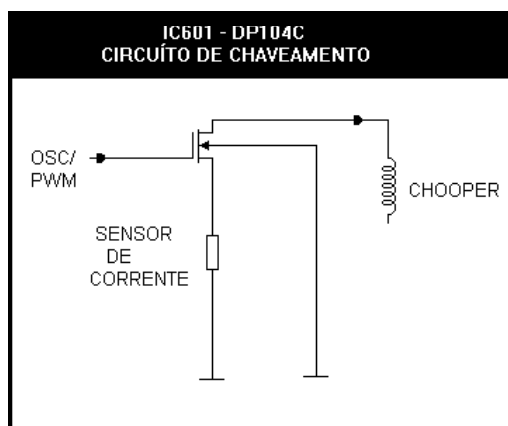 IC601 - DP104C
CIRCUÍTO DE CHAVEAMENTO
OSC/
PWM
CHOOPER
SENSOR
DE
CORRENTE